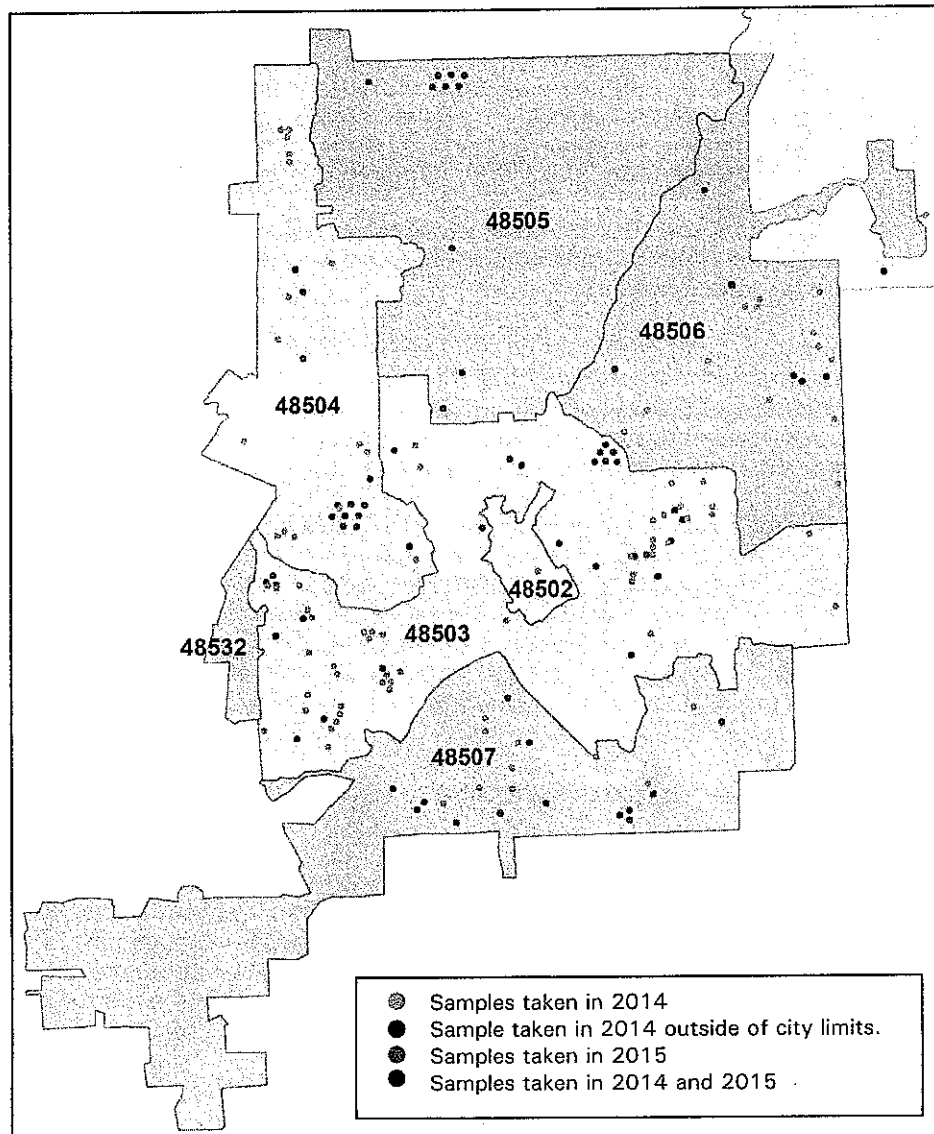 48505
48506
48504
48502
48503
48532
48507
Samples taken in 2014
Sample taken in 2014 outside of city limits.
Samples taken in 2015
Samples taken in 2014 and 2015